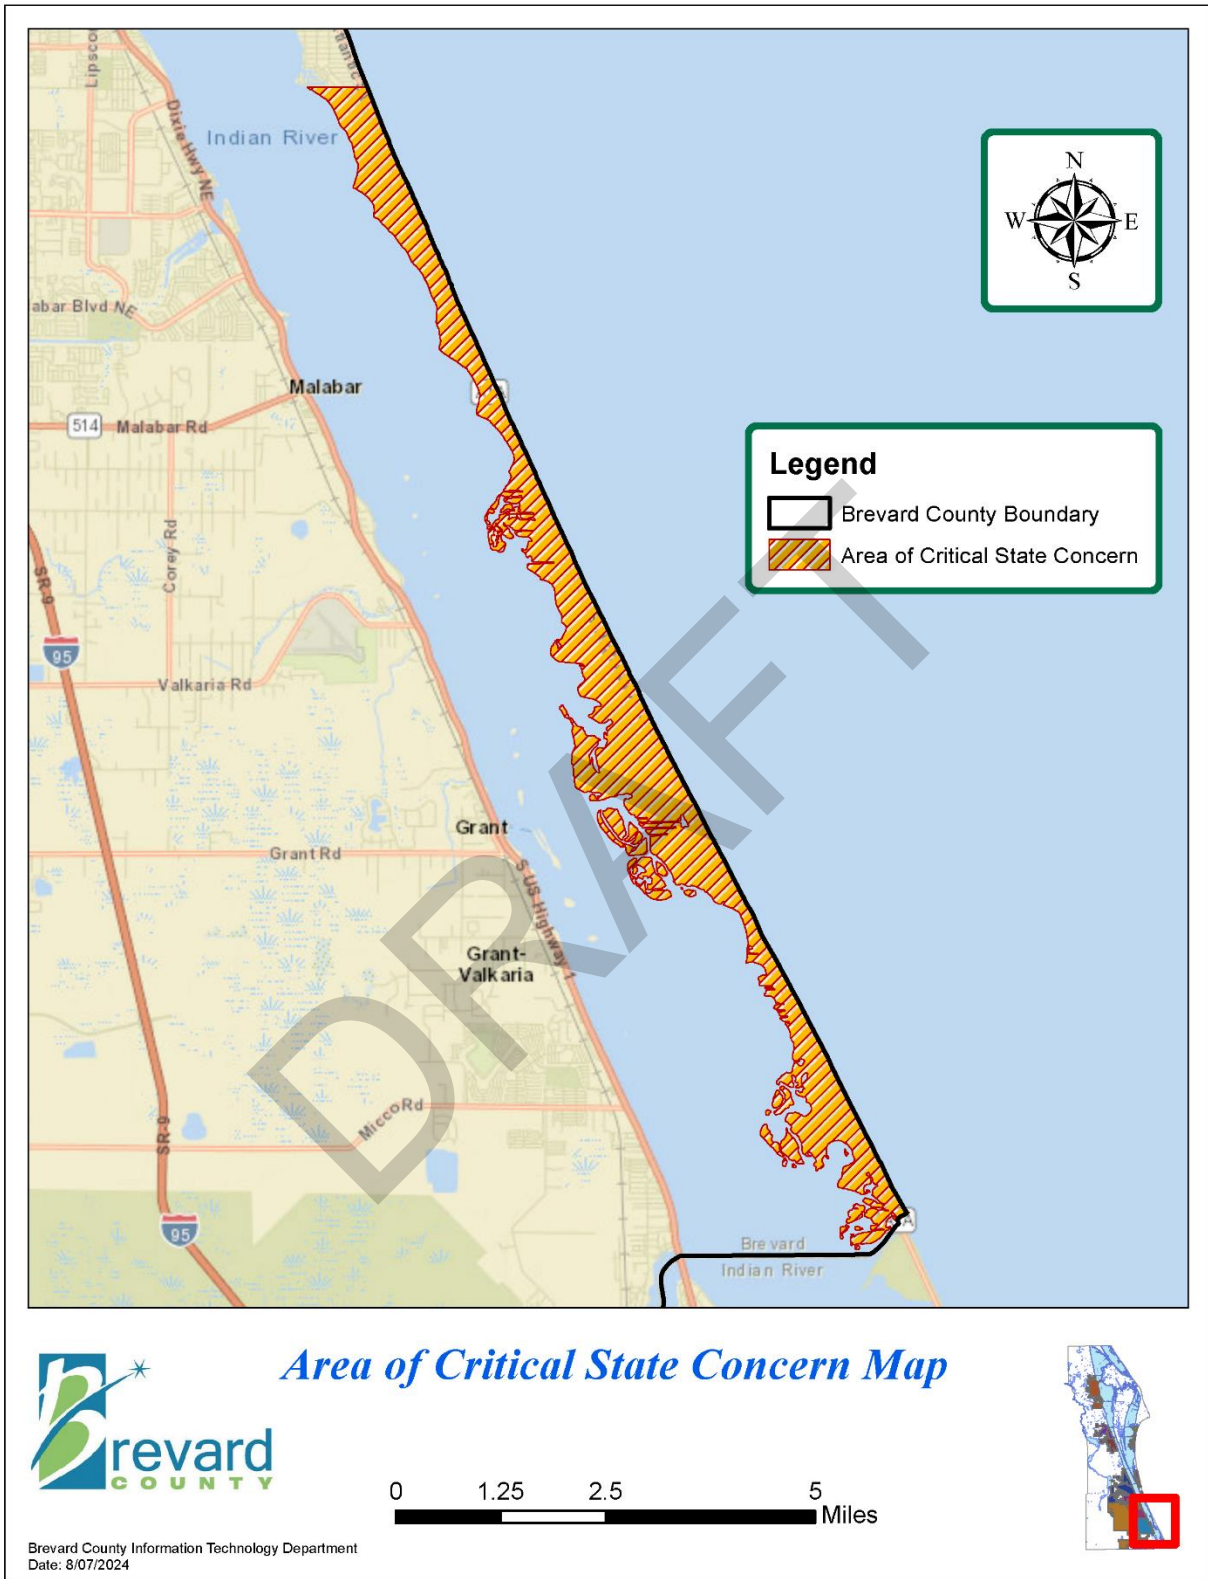 Lipsco
tlantic
Dixie Hwy NE
Indian River
N
W
E
S
abar Blvd NE
Malabar
514
Malabar Rd
Legend
Brevard County Boundary
Area of Critical State Concern
Corey Rd
SR-9
95
Valkaria Rd
Grant
Grant Rd
S US Highway 1
Grant-
Valkaria
DRAFT
Micco Rd
SR-9
95
Brevard
Indian River
Area of Critical State Concern Map
Brevard
COUNTY
0 1.25 2.5 5
Miles
Brevard County Information Technology Department
Date: 8/07/2024